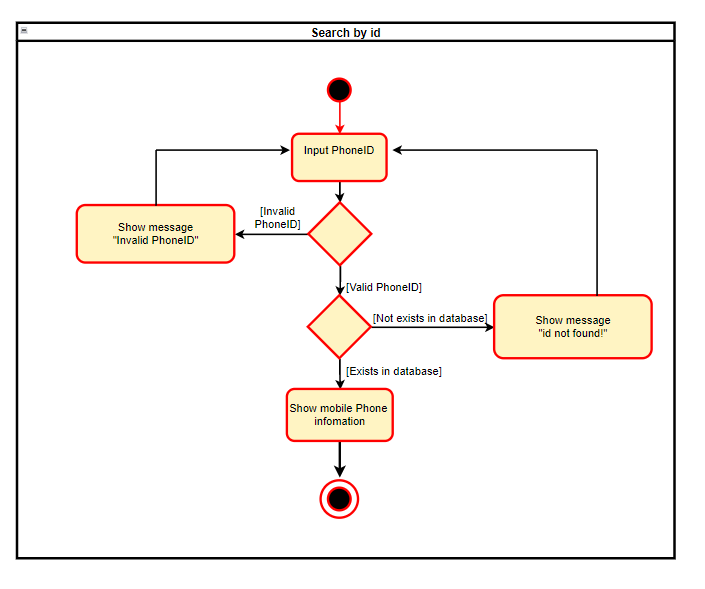 Search by id
Input PhoneID
[Invalid
PhoneID]
Show message
"Invalid PhoneID"
[Valid PhoneID]
[Not exists in database]
Show message
"id not found!"
[Exists in database]
Show mobile Phone
infomation